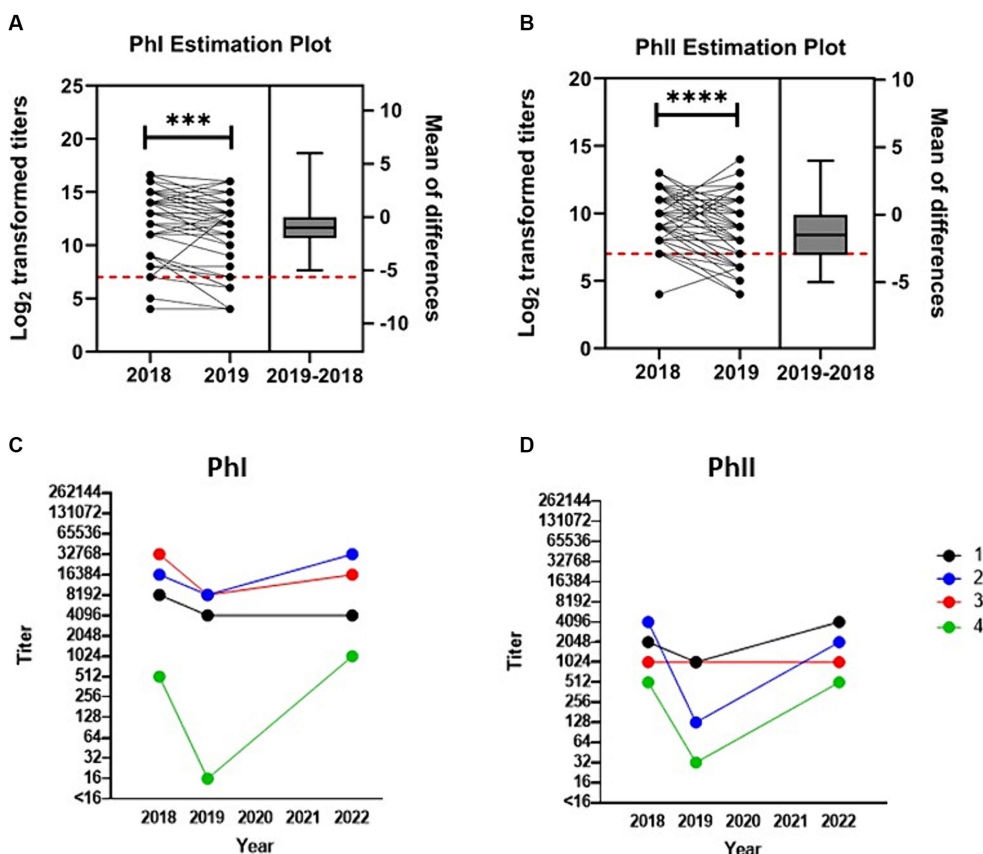 A
PhI Estimation Plot
Log2 transformed titers
25
20
15
10
5
0
***
10
5
0
-5
-10
Mean of differences
2018 2019 2019-2018
B
PhII Estimation Plot
Log2 transformed titers
20
15
10
5
0
****
10
5
0
-5
Mean of differences
2018 2019 2019-2018
C
PhI
Titer
262144
131072
65536
32768
16384
8192
4096
2048
1024
512
256
128
64
32
16
<16
2018 2019 2020 2021 2022
Year
D
PhII
Titer
262144
131072
65536
32768
16384
8192
4096
2048
1024
512
256
128
64
32
16
<16
2018 2019 2020 2021 2022
Year
1
2
3
4